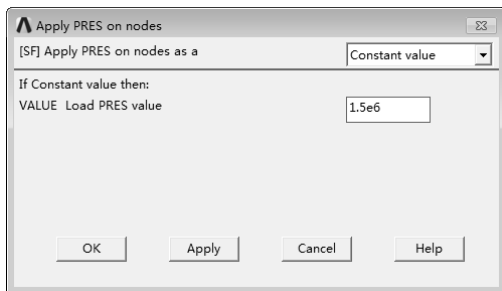 Apply PRES on nodes
[SF] Apply PRES on nodes as a Constant value
If Constant value then:
VALUE Load PRES value 1.5e6
OK Apply Cancel Help